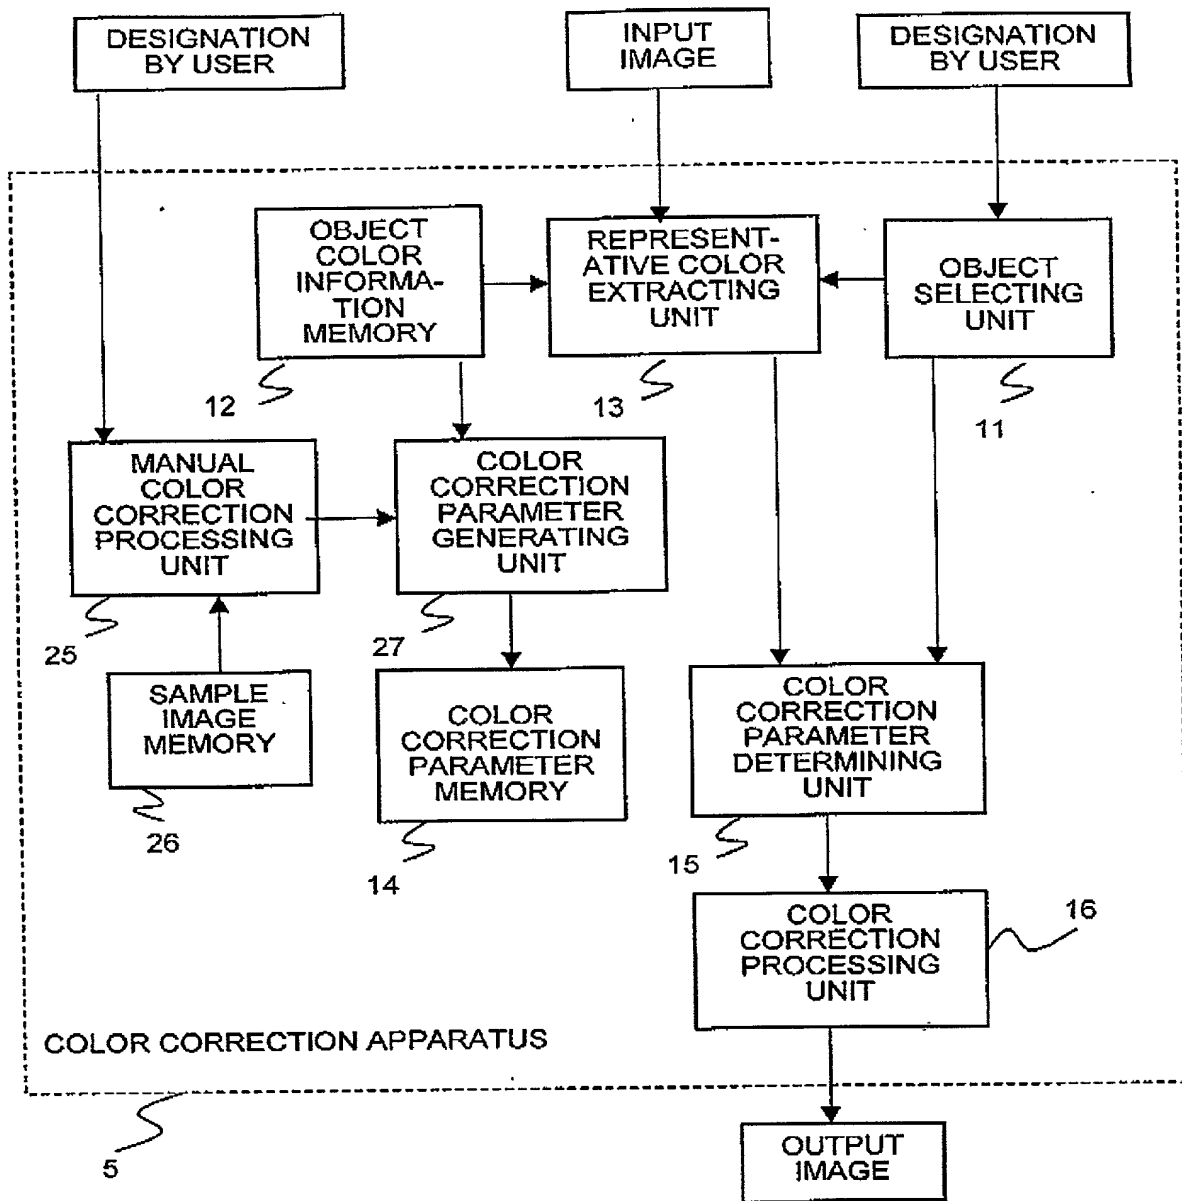 DESIGNATION
BY USER
INPUT
IMAGE
DESIGNATION
BY USER
OBJECT
COLOR
INFORMA-
TION
MEMORY
12
REPRESENT-
ATIVE COLOR
EXTRACTING
UNIT
13
OBJECT
SELECTING
UNIT
11
MANUAL
COLOR
CORRECTION
PROCESSING
UNIT
25
COLOR
CORRECTION
PARAMETER
GENERATING
UNIT
27
SAMPLE
IMAGE
MEMORY
26
COLOR
CORRECTION
PARAMETER
MEMORY
14
COLOR
CORRECTION
PARAMETER
DETERMINING
UNIT
15
COLOR
CORRECTION
PROCESSING
UNIT
16
COLOR CORRECTION APPARATUS
5
OUTPUT
IMAGE